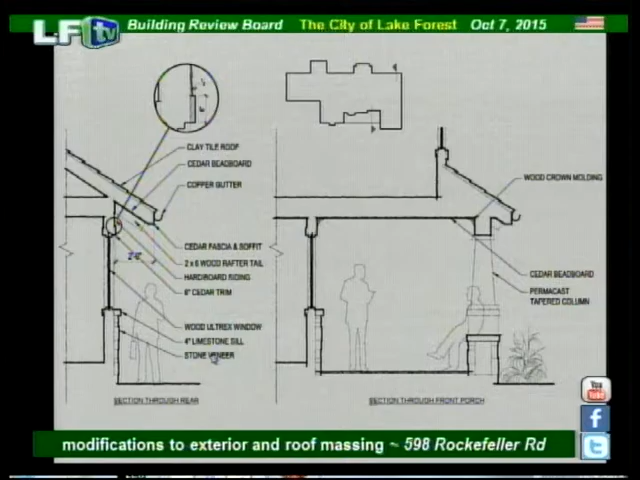 LF tv Building Review Board The City of Lake Forest Oct 7, 2015
CLAY TILE ROOF
CEDAR BEADBOARD
COPPER GUTTER
WOOD CROWN MOLDING
CEDAR FASCIA & SOFFIT
2 x 6 WOOD RAFTER TAIL
HARDIBOARD RIDING
6" CEDAR TRIM
CEDAR BEADBOARD
PERMACAST
TAPERED COLUMN
WOOD ULTREX WINDOW
4" LIMESTONE SILL
STONE VENEER
SECTION THROUGH REAR
SECTION THROUGH FRONT PORCH
You
Tube
modifications to exterior and roof massing ~ 598 Rockefeller Rd